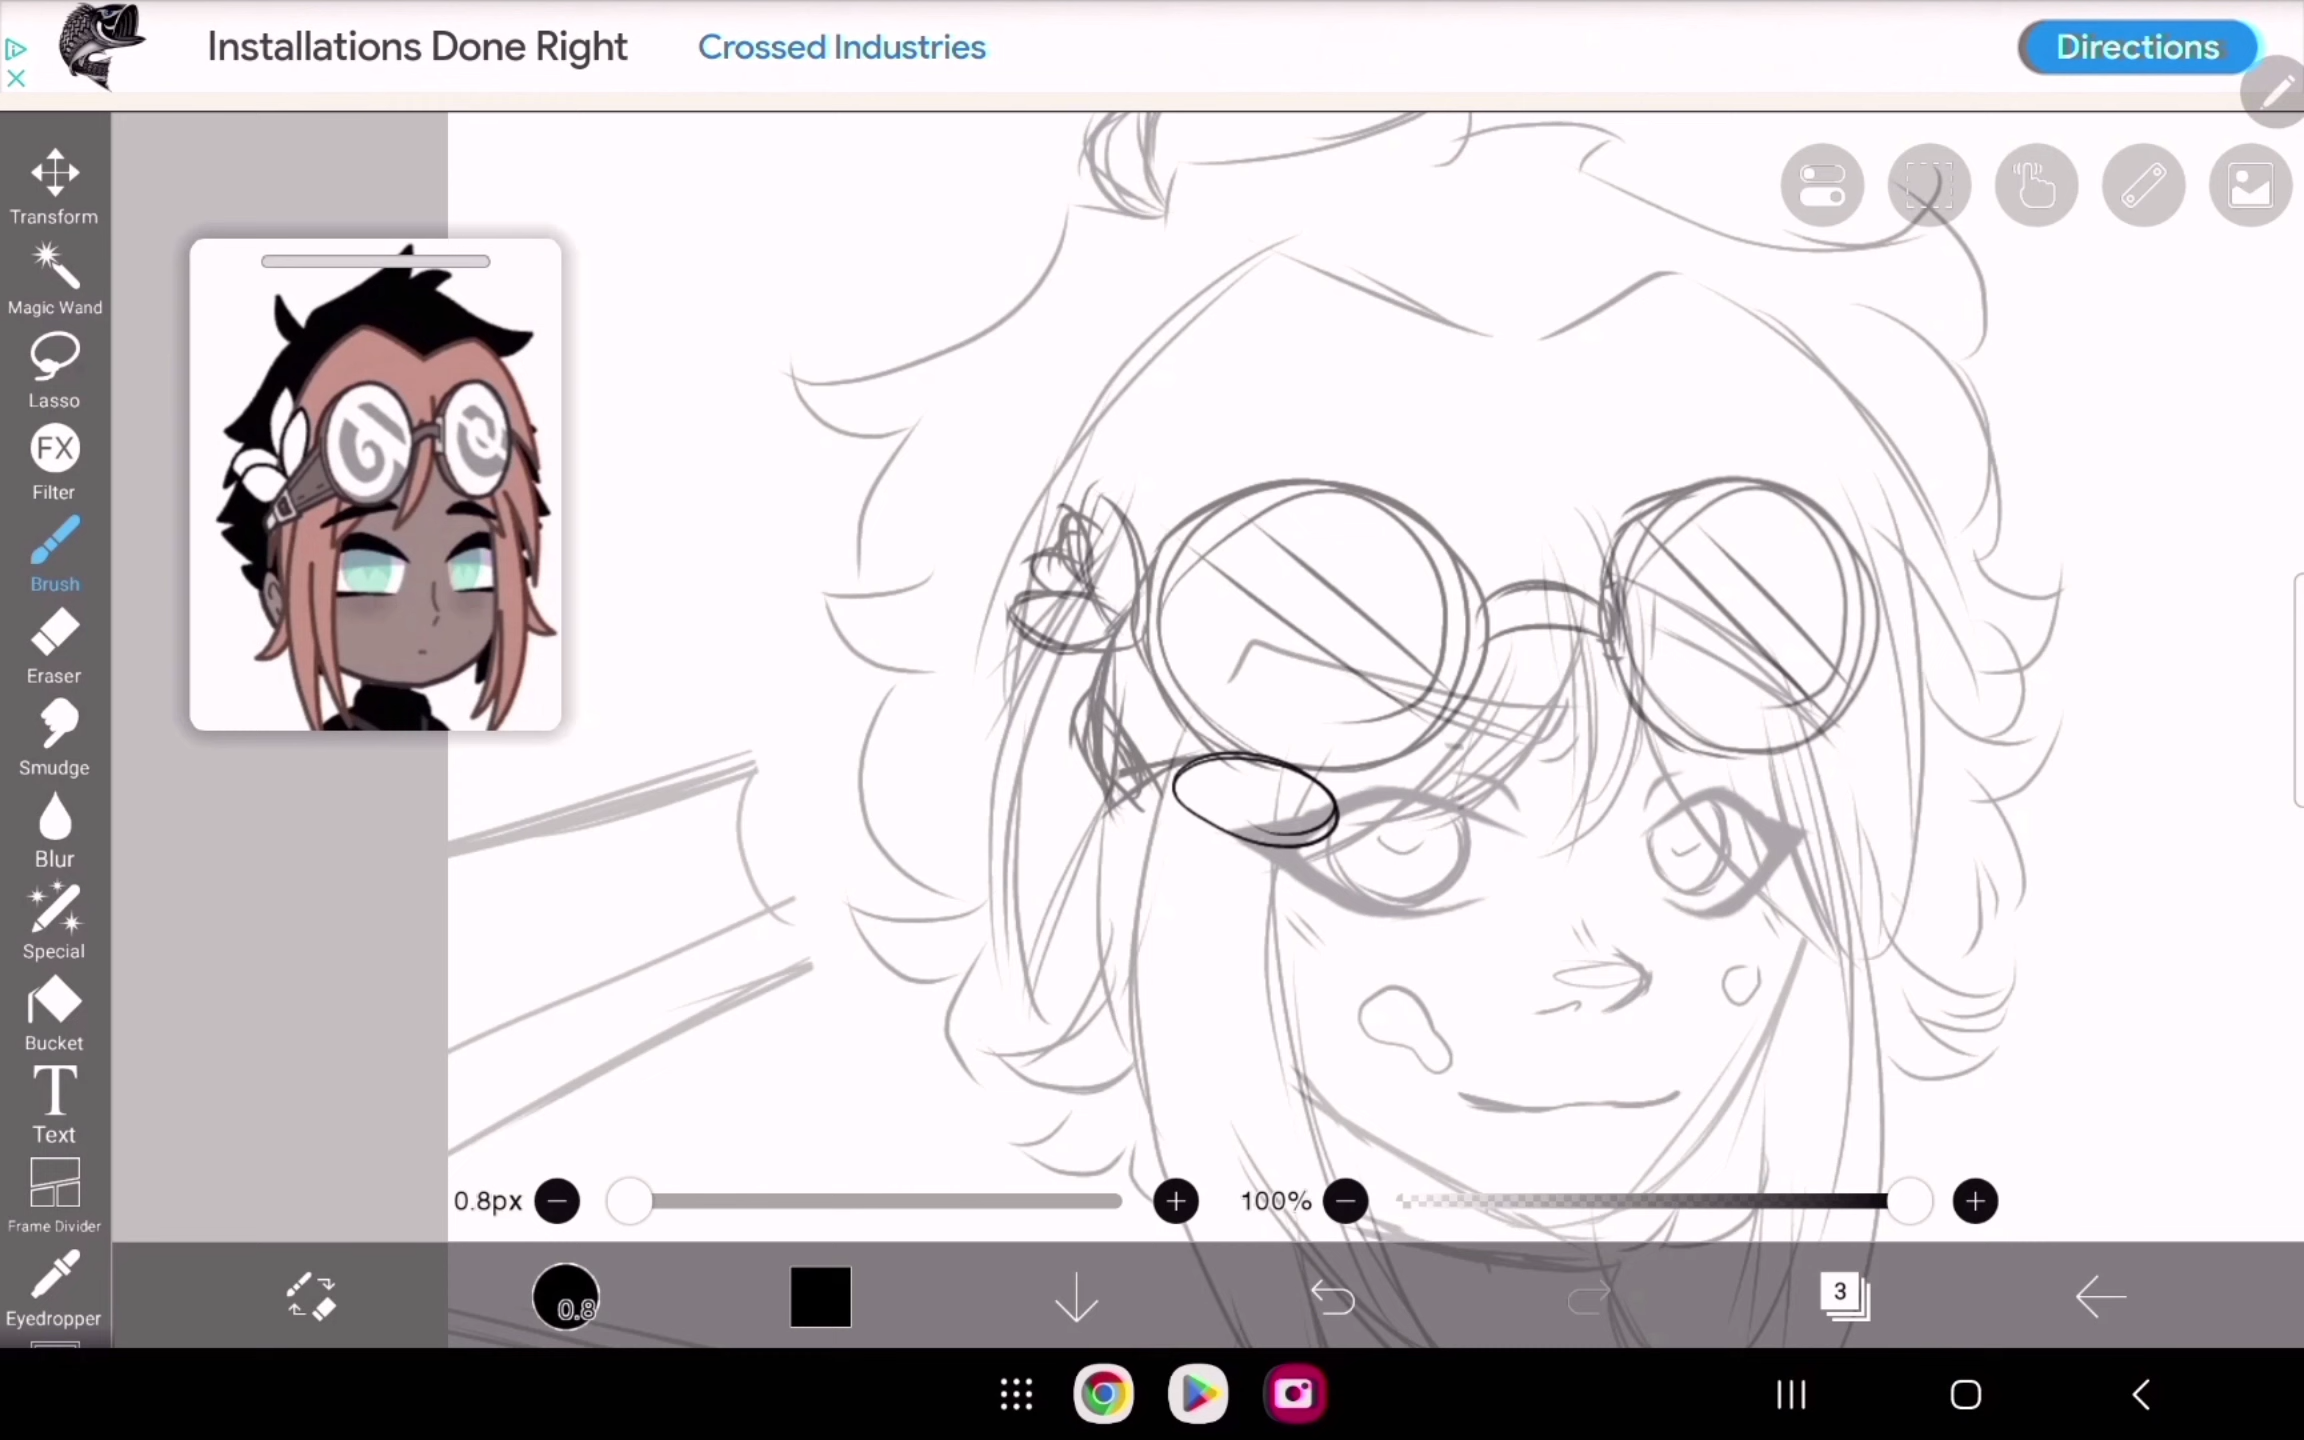 Installations Done Right
Crossed Industries
Directions
Transform
Magic Wand
Lasso
FX
Filter
Brush
Eraser
Smudge
Blur
Special
Bucket
T
Text
Frame Divider
Eyedropper
0.8px
100%
0.8
3